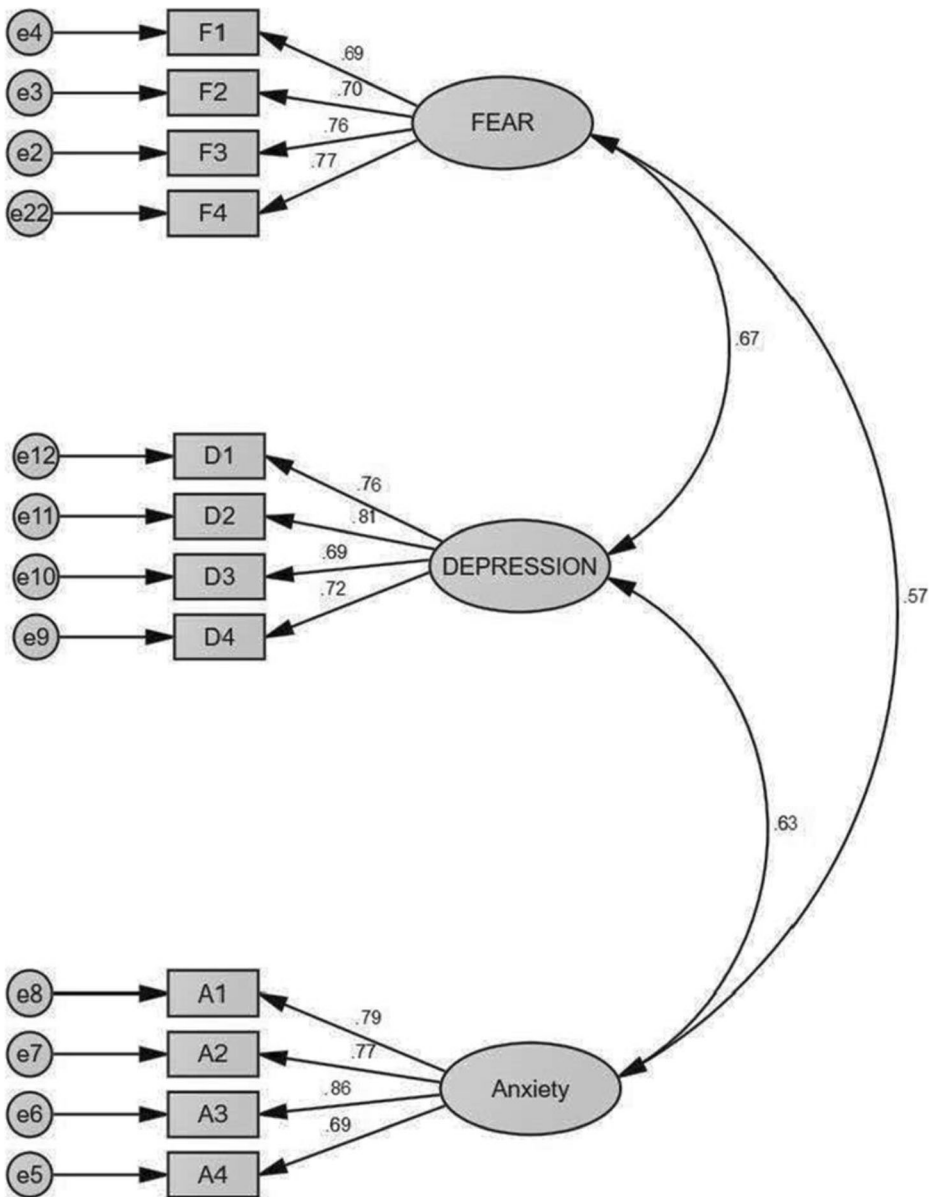 e4 F1
.69
e3 F2
.70
FEAR
e2 F3
.76
e22 F4
.77
.67
e12 D1
.76
e11 D2
.81
e10 D3
.69
DEPRESSION
e9 D4
.72
.57
.63
e8 A1
.79
e7 A2
.77
e6 A3
.86
Anxiety
e5 A4
.69